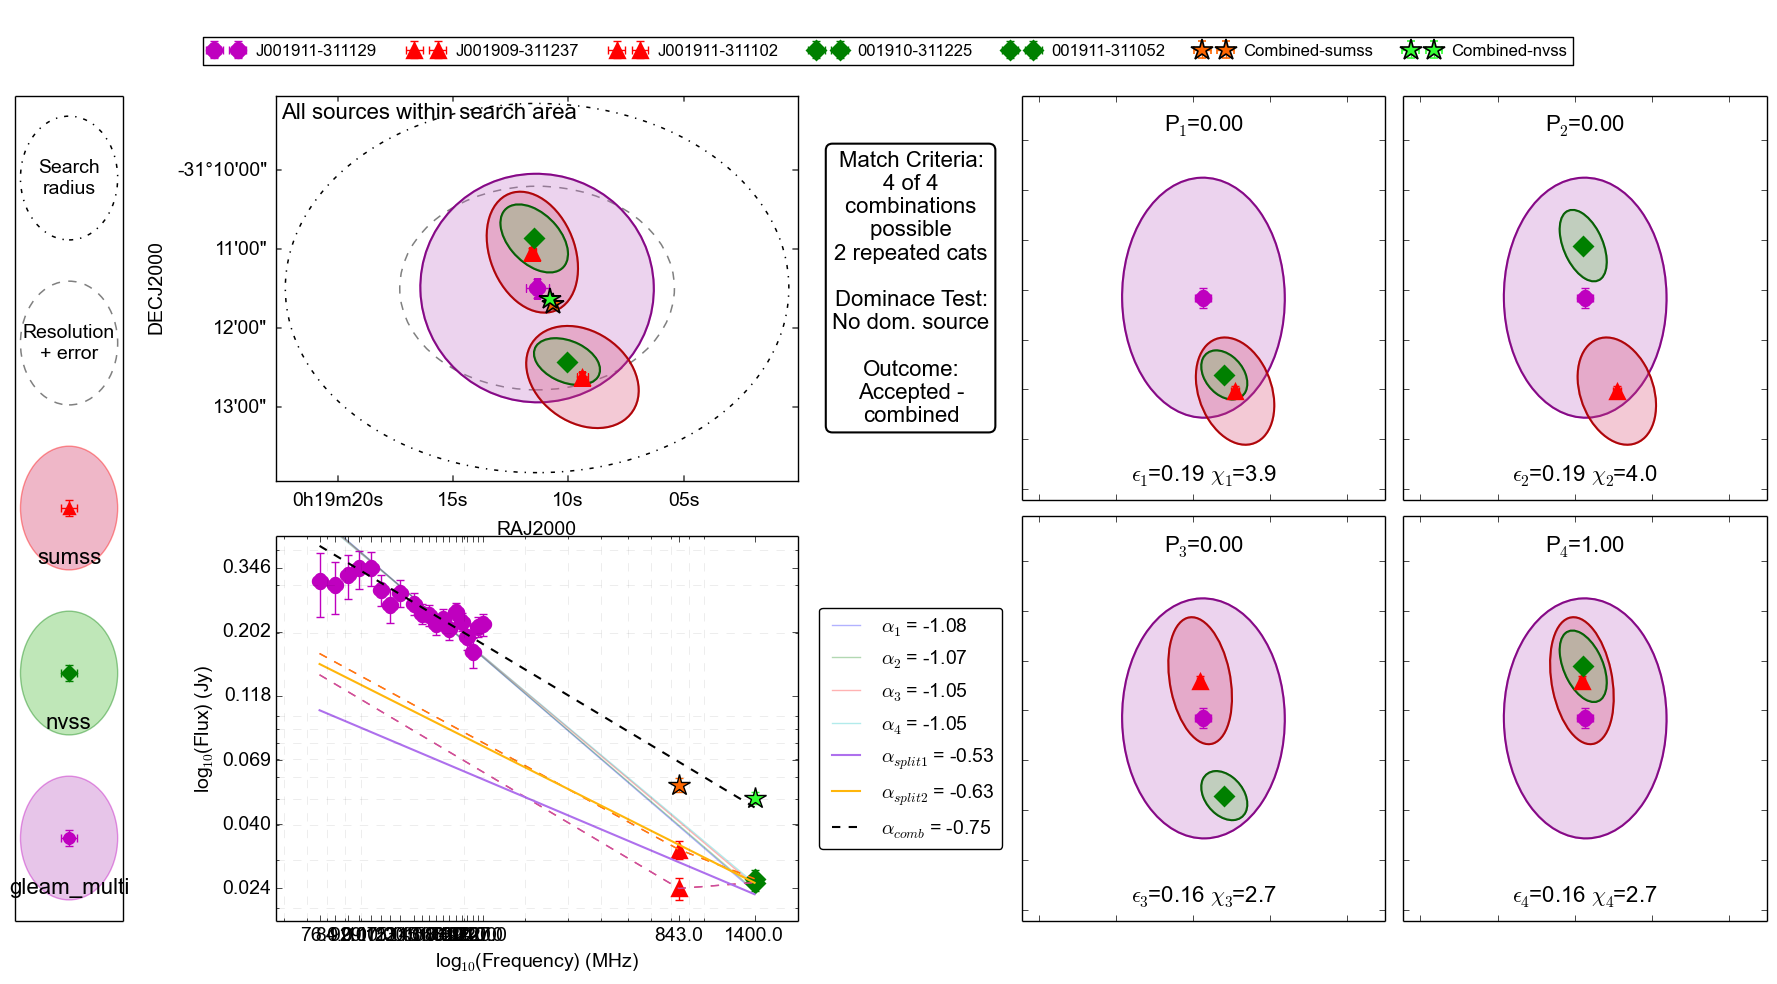 J001911-311129 J001909-311237 J001911-311102 001910-311225 001911-311052 Combined-sumss Combined-nvss
Search
radius
Resolution
+ error
sumss
nvss
gleam_multi
All sources within search area
-31°10'00"
11'00"
12'00"
13'00"
DECJ2000
0h19m20s 15s 10s 05s
RAJ2000
Match Criteria:
4 of 4
combinations
possible
2 repeated cats
Dominace Test:
No dom. source
Outcome:
Accepted -
combined
P1=0.00
ϵ1=0.19 χ1=3.9
P2=0.00
ϵ2=0.19 χ2=4.0
P3=0.00
ϵ3=0.16 χ3=2.7
P4=1.00
ϵ4=0.16 χ4=2.7
0.346
0.202
0.118
0.069
0.040
0.024
log10(Flux) (Jy)
843.0 1400.0
log10(Frequency) (MHz)
α1 = -1.08
α2 = -1.07
α3 = -1.05
α4 = -1.05
αsplit1 = -0.53
αsplit2 = -0.63
αcomb = -0.75